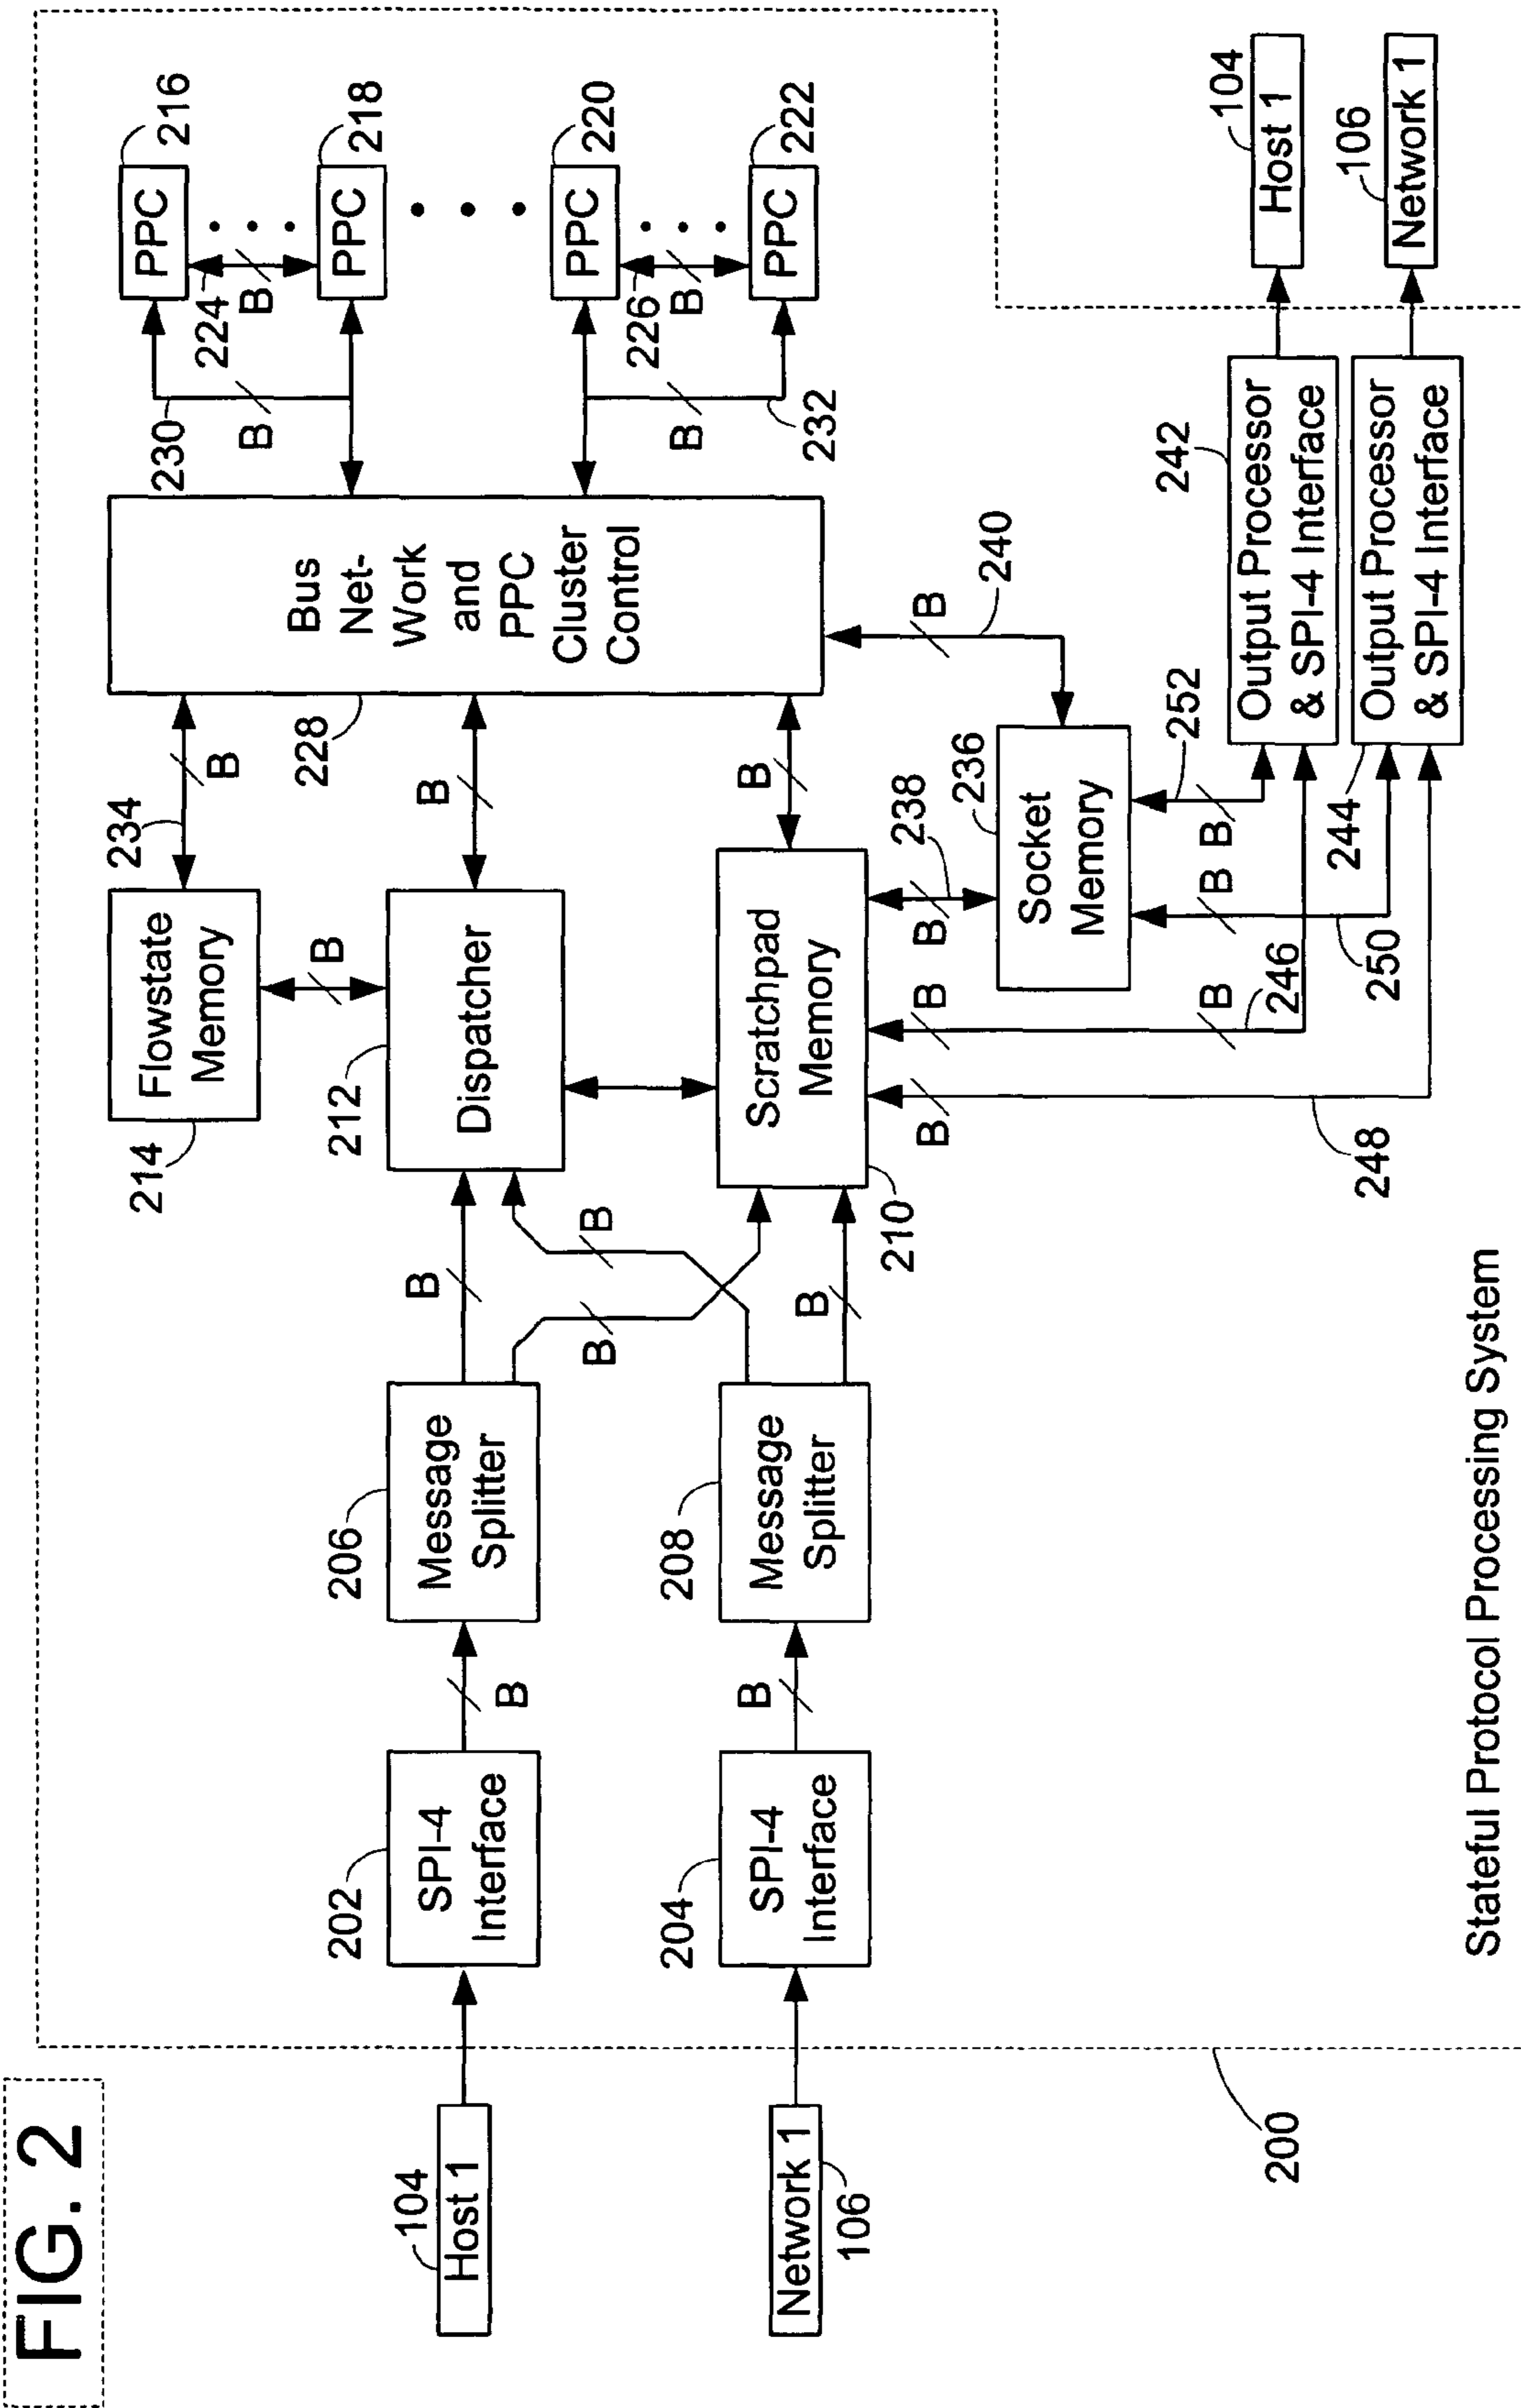 FIG. 2
104
Host 1
Network 1
106
200
202
SPI-4
Interface
204
SPI-4
Interface
B
B
206
Message
Splitter
208
Message
Splitter
B
B
B
B
214
Flowstate
Memory
212
Dispatcher
210
Scratchpad
Memory
B
234
B
B
B
228
Bus
Net-
Work
and
PPC
Cluster
Control
230
B
B
232
224
B
226
B
PPC
216
PPC
218
PPC
220
PPC
222
238
B
236
Socket
Memory
B
240
B
B
246
B
248
B
250
B
252
242
Output Processor
& SPI-4 Interface
244
Output Processor
& SPI-4 Interface
104
Host 1
106
Network 1
Stateful Protocol Processing System